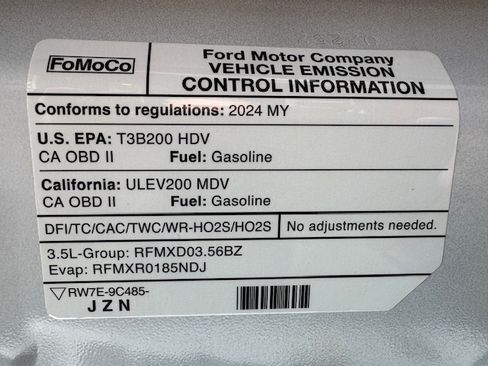 FoMoCo
Ford Motor Company
VEHICLE EMISSION
CONTROL INFORMATION
Conforms to regulations: 2024 MY
U.S. EPA: T3B200 HDV
CA OBD II Fuel: Gasoline
California: ULEV200 MDV
CA OBD II Fuel: Gasoline
DFI/TC/CAC/TWC/WR-HO2S/HO2S No adjustments needed.
3.5L-Group: RFMXD03.56BZ
Evap: RFMXR0185NDJ
RW7E-9C485-
J Z N